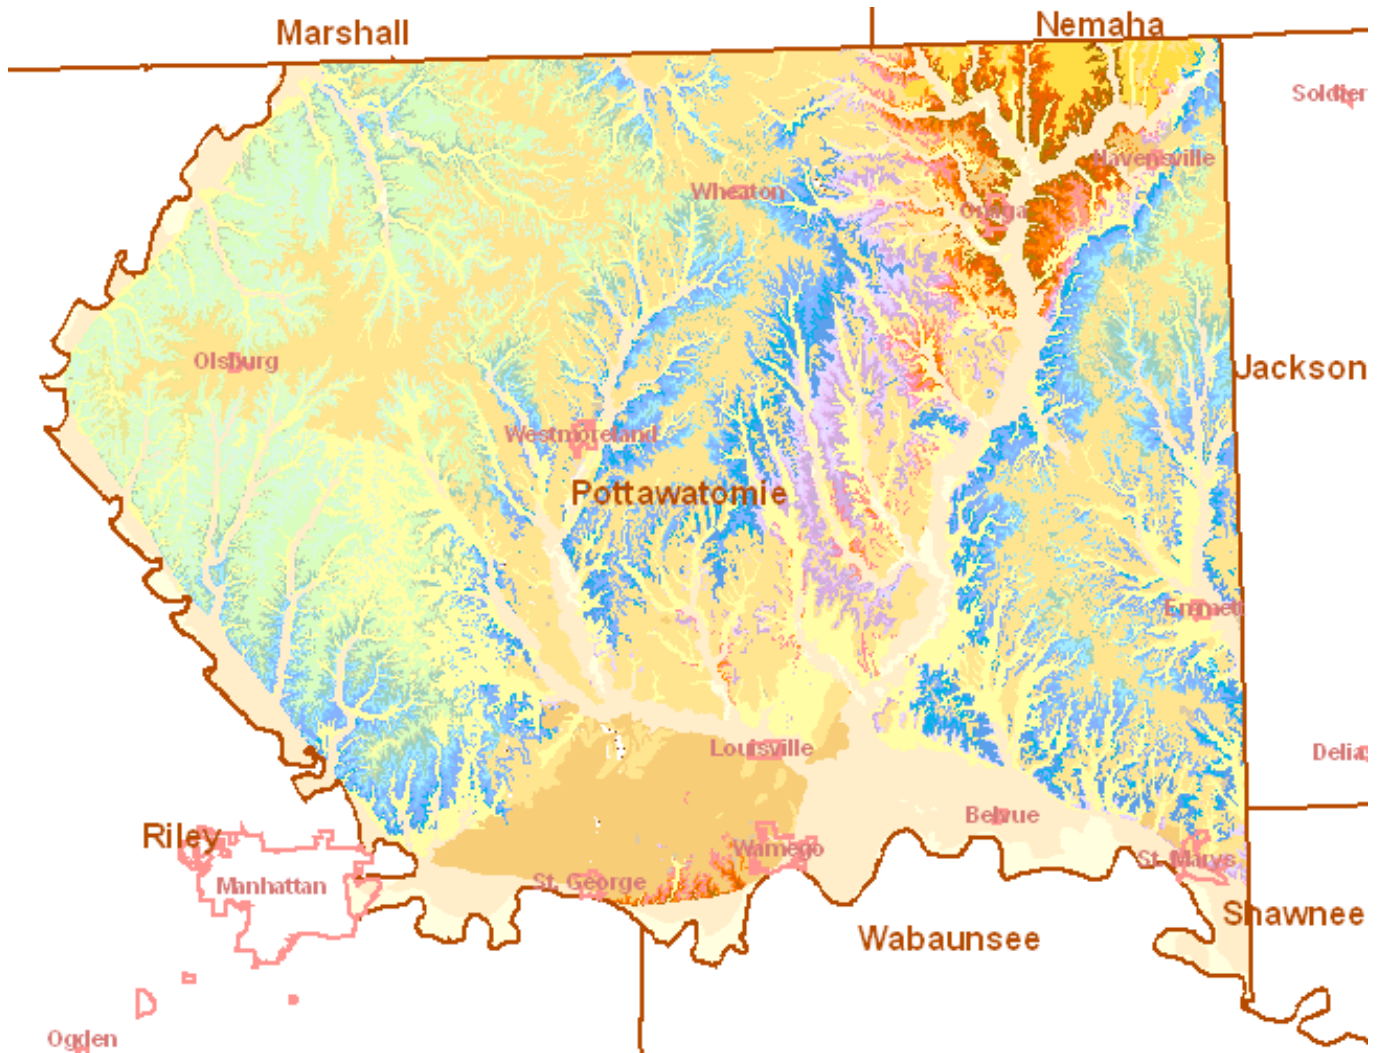 Nemaha
Marshall
Soldier
Havensville
Wheaton
Onaga
Olsburg
Jackson
Westmoreland
Pottawatomie
Emmett
Louisville
Delia
Belvue
Riley
Wamego
St. Marys
St. George
Manhattan
Shawnee
Wabaunsee
Ogden